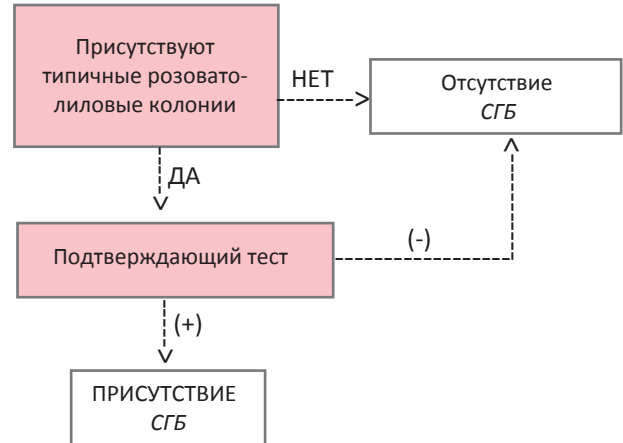 Присутствуют
типичные розовато-
лиловые колонии
НЕТ
Отсутствие
СГБ
ДА
Подтверждающий тест
(-)
(+)
ПРИСУТСТВИЕ
СГБ